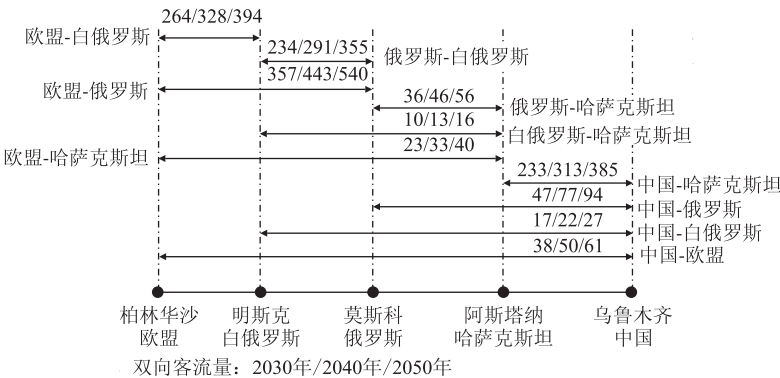 264/328/394
欧盟-白俄罗斯
234/291/355
俄罗斯-白俄罗斯
357/443/540
欧盟-俄罗斯
36/46/56
俄罗斯-哈萨克斯坦
10/13/16
白俄罗斯-哈萨克斯坦
23/33/40
欧盟-哈萨克斯坦
233/313/385
中国-哈萨克斯坦
47/77/94
中国-俄罗斯
17/22/27
中国-白俄罗斯
38/50/61
中国-欧盟
柏林华沙 明斯克 莫斯科 阿斯塔纳 乌鲁木齐
欧盟 白俄罗斯 俄罗斯 哈萨克斯坦 中国
双向客流量：2030年/2040年/2050年